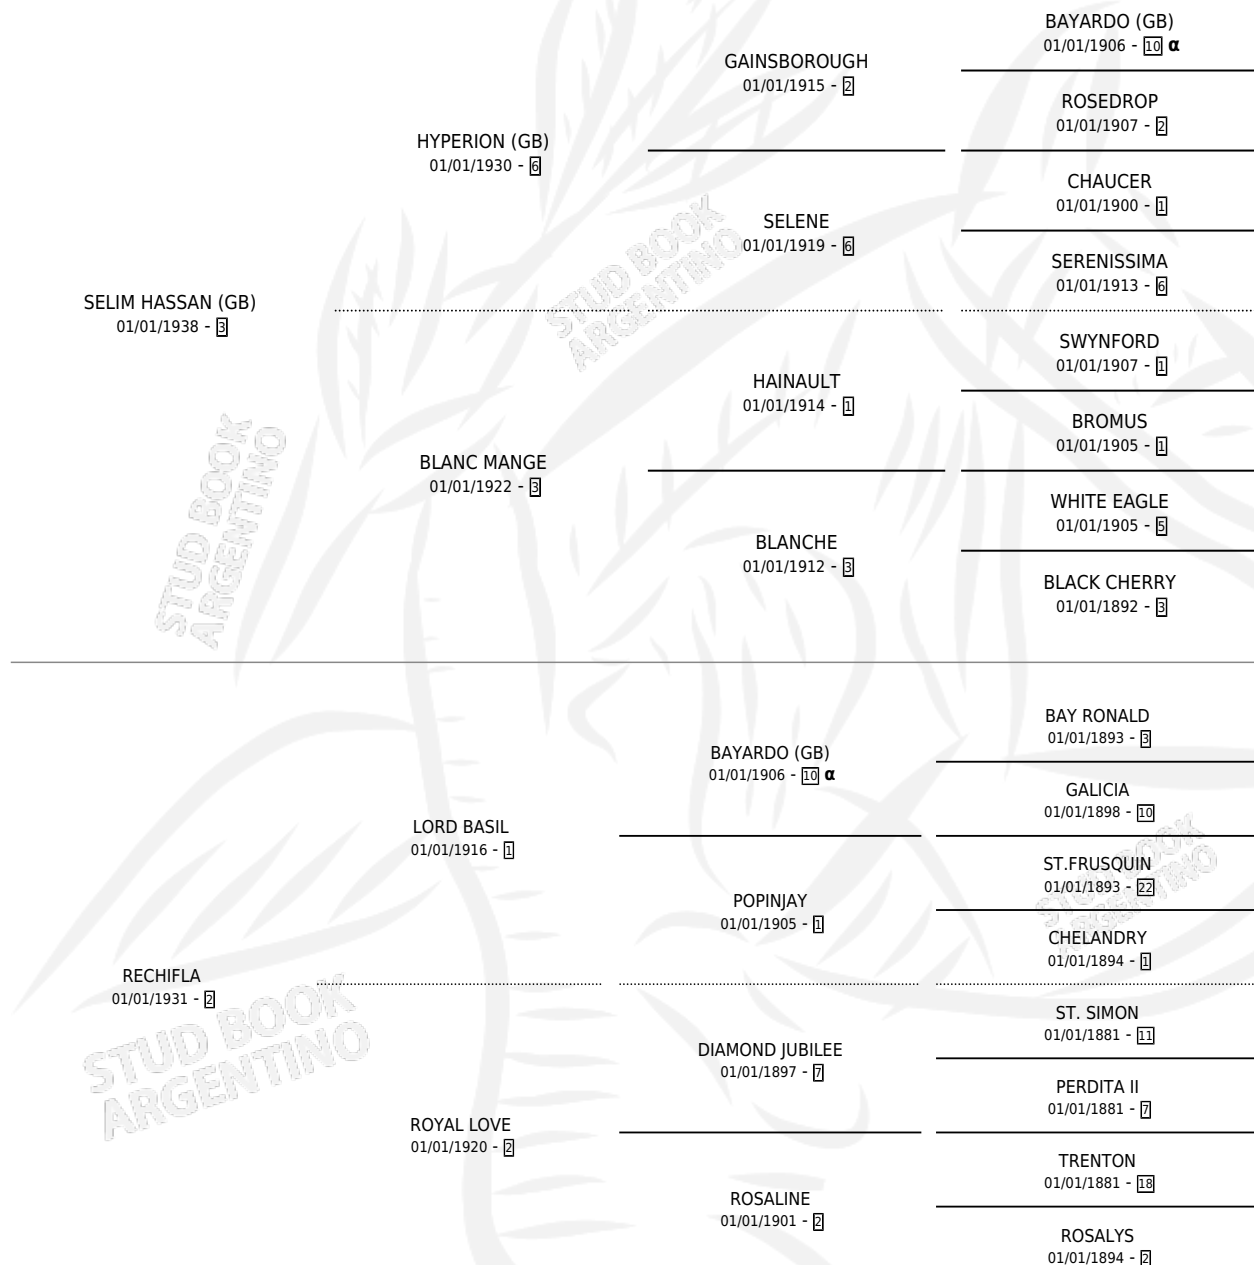 BAYARDO (GB)
01/01/1906 - 10 α
GAINSBOROUGH
01/01/1915 - 2
ROSEDROP
01/01/1907 - 2
HYPERION (GB)
01/01/1930 - 6
CHAUCER
01/01/1900 - 1
SELENE
01/01/1919 - 6
SERENISSIMA
01/01/1913 - 6
SELIM HASSAN (GB)
01/01/1938 - 3
STUD BOOK
ARGENTINO
SWYNFORD
01/01/1907 - 1
HAINAULT
01/01/1914 - 1
BROMUS
01/01/1905 - 1
BLANC MANGE
01/01/1922 - 3
WHITE EAGLE
01/01/1905 - 5
BLANCHE
01/01/1912 - 3
BLACK CHERRY
01/01/1892 - 3
STUD BOOK
ARGENTINO
BAY RONALD
01/01/1893 - 3
BAYARDO (GB)
01/01/1906 - 10 α
GALICIA
01/01/1898 - 10
LORD BASIL
01/01/1916 - 1
ST.FRUSQUIN
01/01/1893 - 22
STUD BOOK
ARGENTINO
POPINJAY
01/01/1905 - 1
CHELANDRY
01/01/1894 - 1
RECHIFLA
01/01/1931 - 2
STUD BOOK
ARGENTINO
ST. SIMON
01/01/1881 - 11
DIAMOND JUBILEE
01/01/1897 - 7
PERDITA II
01/01/1881 - 7
ROYAL LOVE
01/01/1920 - 2
TRENTON
01/01/1881 - 18
ROSALINE
01/01/1901 - 2
ROSALYS
01/01/1894 - 2